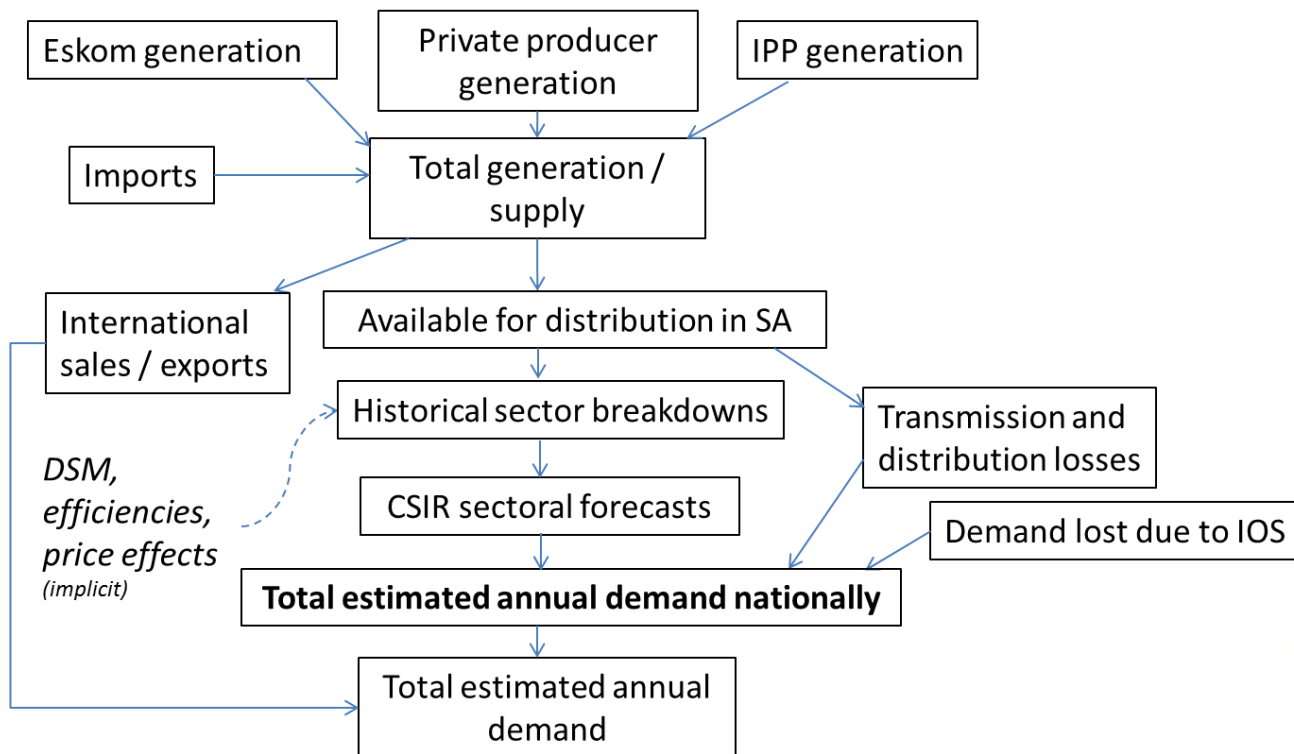 Eskom generation
Private producer
generation
IPP generation
Imports
Total generation /
supply
International
sales / exports
Available for distribution in SA
Historical sector breakdowns
Transmission and
distribution losses
DSM,
efficiencies,
price effects
(implicit)
CSIR sectoral forecasts
Demand lost due to IOS
Total estimated annual demand nationally
Total estimated annual
demand